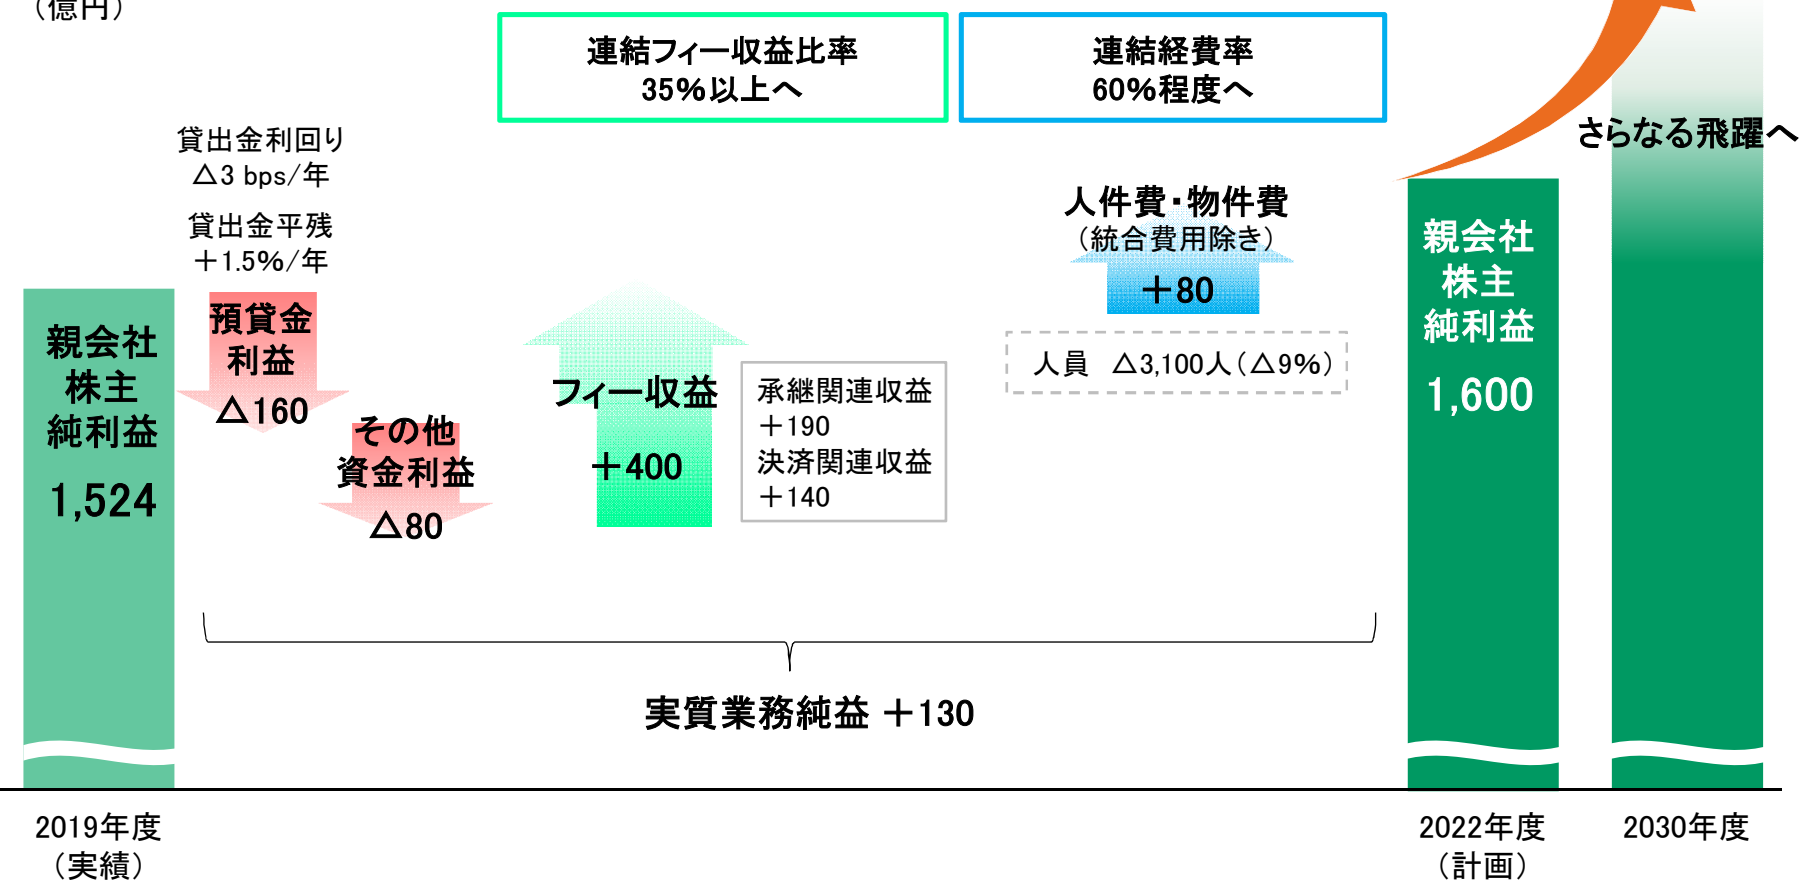 （億円）
連結フィー収益比率
35%以上へ
連結経費率
60%程度へ
さらなる飛躍へ
貸出金利回り
△3 bps/年
貸出金平残
＋1.5%/年
人件費・物件費
（統合費用除き）
＋80
人員　△3,100人（△9%）
親会社
株主
純利益
1,524
預貸金
利益
△160
その他
資金利益
△80
フィー収益
＋400
承継関連収益
＋190
決済関連収益
＋140
親会社
株主
純利益
1,600
実質業務純益 ＋130
2019年度
（実績）
2022年度
（計画）
2030年度